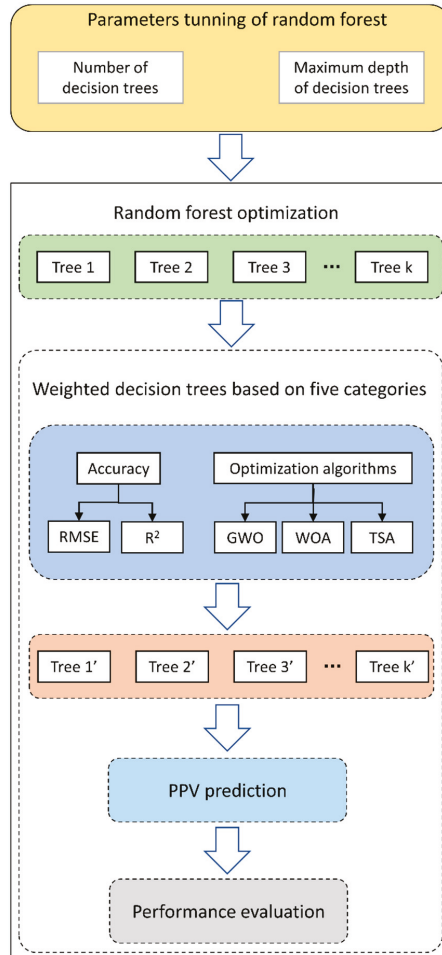 Parameters tunning of random forest
Number of
decision trees
Maximum depth
of decision trees
Random forest optimization
Tree 1
Tree 2
Tree 3
...
Tree k
Weighted decision trees based on five categories
Accuracy
Optimization algorithms
RMSE
R²
GWO
WOA
TSA
Tree 1'
Tree 2'
Tree 3'
...
Tree k'
PPV prediction
Performance evaluation